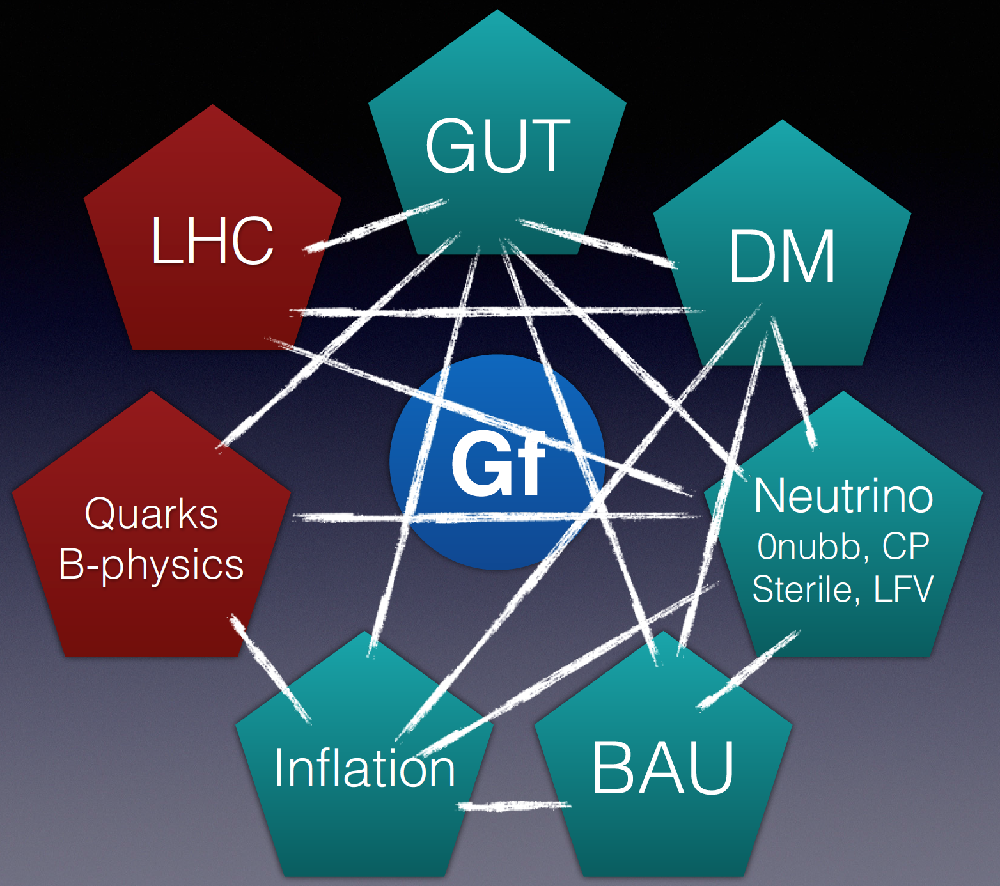 GUT
LHC
DM
Gf
Quarks
B-physics
Neutrino
0nubb, CP
Sterile, LFV
Inflation
BAU